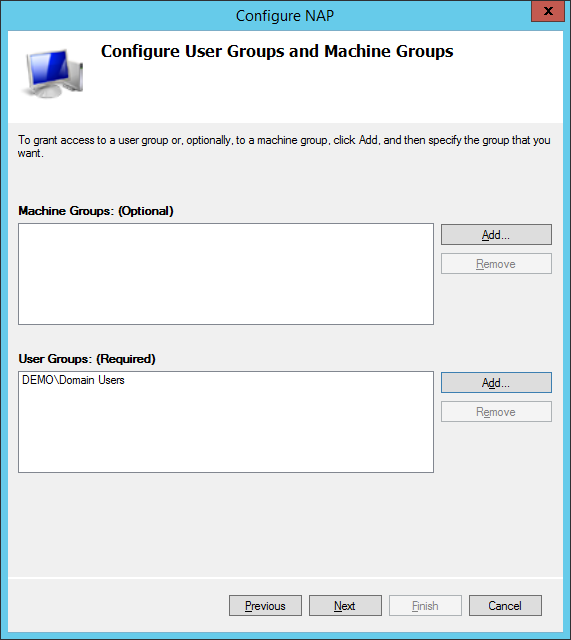 Configure NAP
x
Configure User Groups and Machine Groups
To grant access to a user group or, optionally, to a machine group, click Add, and then specify the group that you
want.
Machine Groups: (Optional)
Add...
Remove
User Groups: (Required)
DEMO\Domain Users
Add...
Remove
Previous
Next
Finish
Cancel